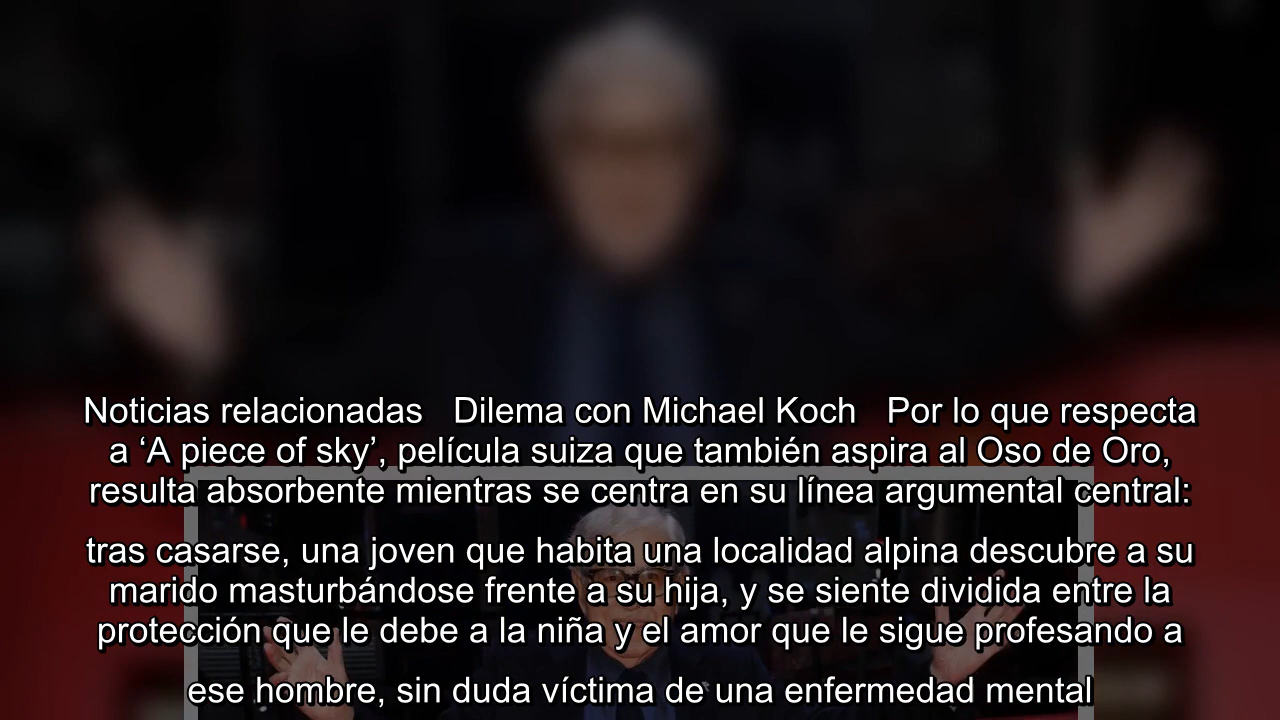 Noticias relacionadas   Dilema con Michael Koch   Por lo que respecta
a ‘A piece of sky’, película suiza que también aspira al Oso de Oro,
resulta absorbente mientras se centra en su línea argumental central:
tras casarse, una joven que habita una localidad alpina descubre a su
marido masturbándose frente a su hija, y se siente dividida entre la
protección que le debe a la niña y el amor que le sigue profesando a
ese hombre, sin duda víctima de una enfermedad mental